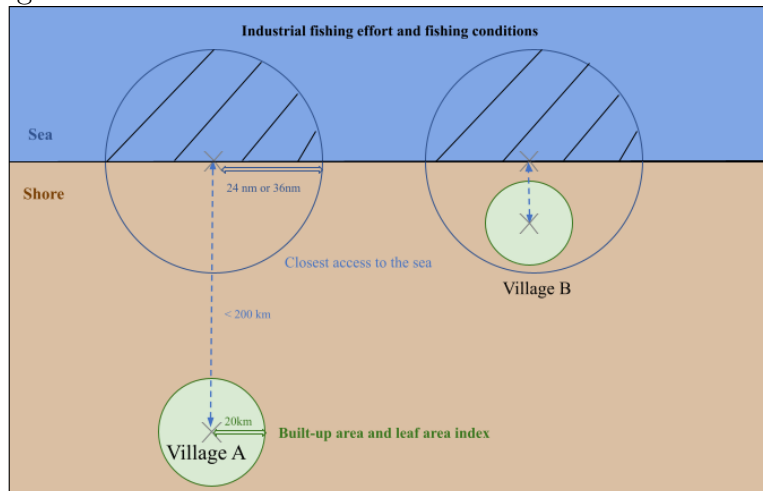 Industrial fishing effort and fishing conditions
Sea
24 nm or 36nm
Shore
Closest access to the sea
Village B
< 200 km
20km
Built-up area and leaf area index
Village A